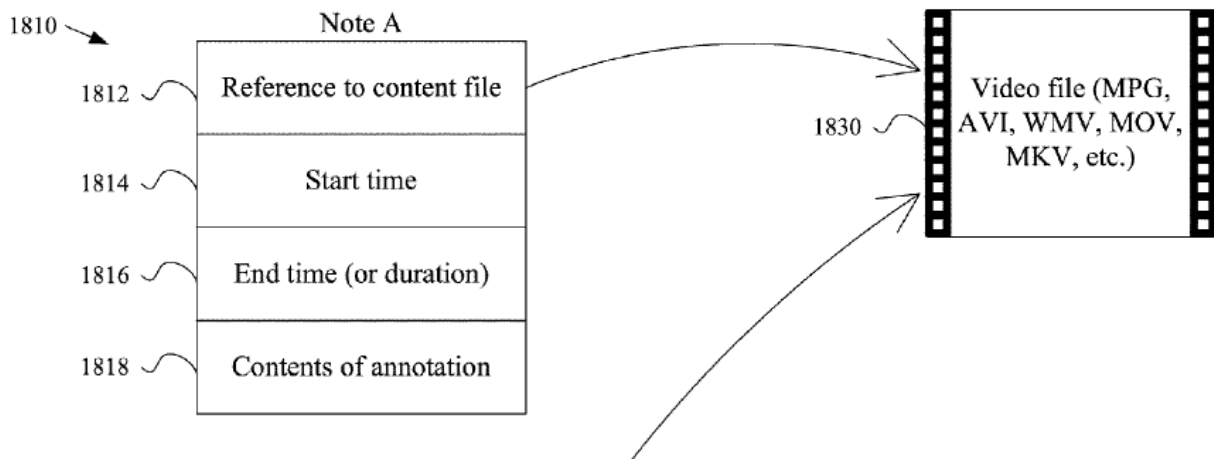 1810
Note A
1812
Reference to content file
1814
Start time
1816
End time (or duration)
1818
Contents of annotation
1830
Video file (MPG,
AVI, WMV, MOV,
MKV, etc.)